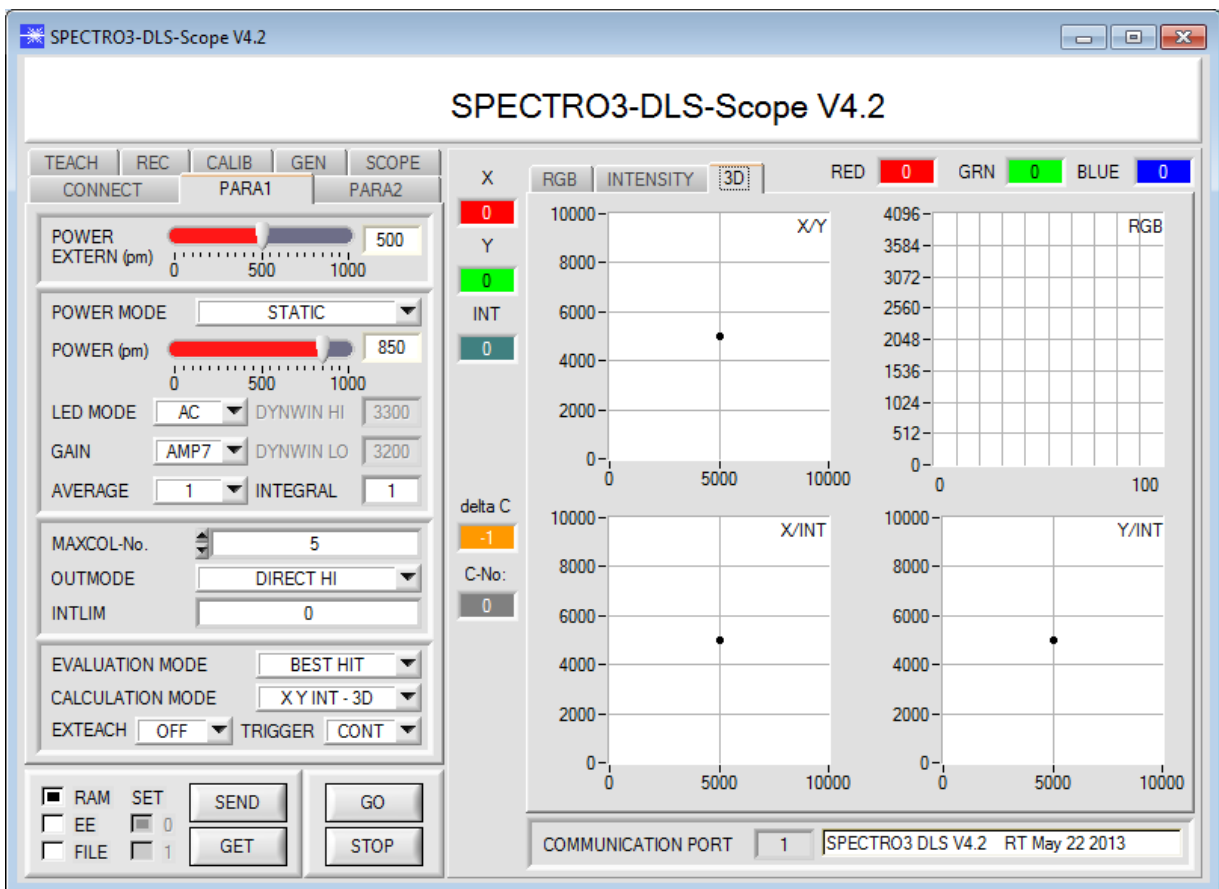 SPECTRO3-DLS-Scope V4.2
SPECTRO3-DLS-Scope V4.2
TEACH REC CALIB GEN SCOPE
CONNECT PARA1 PARA2
POWER EXTERN (pm) 500
0 500 1000
POWER MODE STATIC
POWER (pm) 850
0 500 1000
LED MODE AC DYNWIN HI 3300
GAIN AMP7 DYNWIN LO 3200
AVERAGE 1 INTEGRAL 1
MAXCOL-No. 5
OUTMODE DIRECT HI
INTLIM 0
EVALUATION MODE BEST HIT
CALCULATION MODE X Y INT - 3D
EXTEACH OFF TRIGGER CONT
RAM SET SEND GO
EE 0
FILE 1 GET STOP
X
0
Y
0
INT
0
delta C
-1
C-No:
0
RGB INTENSITY 3D RED 0 GRN 0 BLUE 0
X/Y
10000
8000
6000
4000
2000
0
0 5000 10000
RGB
4096
3584
3072
2560
2048
1536
1024
512
0
0 100
X/INT
10000
8000
6000
4000
2000
0
0 5000 10000
Y/INT
10000
8000
6000
4000
2000
0
0 5000 10000
COMMUNICATION PORT 1 SPECTRO3 DLS V4.2 RT May 22 2013